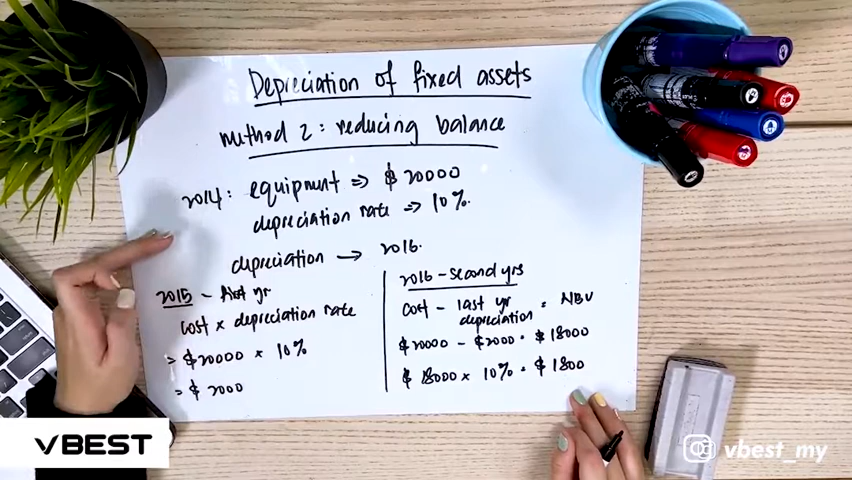 Depreciation of fixed assets
method 2: reducing balance
2014: equipment => $ 20000
depreciation rate => 10%.
depreciation → 2016.
2015 - first yr
cost x depreciation rate
= $20000 x 10%
= $ 2000
2016 - second yrs
cost - last yr depreciation = NBV
$20000 - $2000 = $18000
$ 18000 x 10% = $ 1800
VBEST
vbest_my